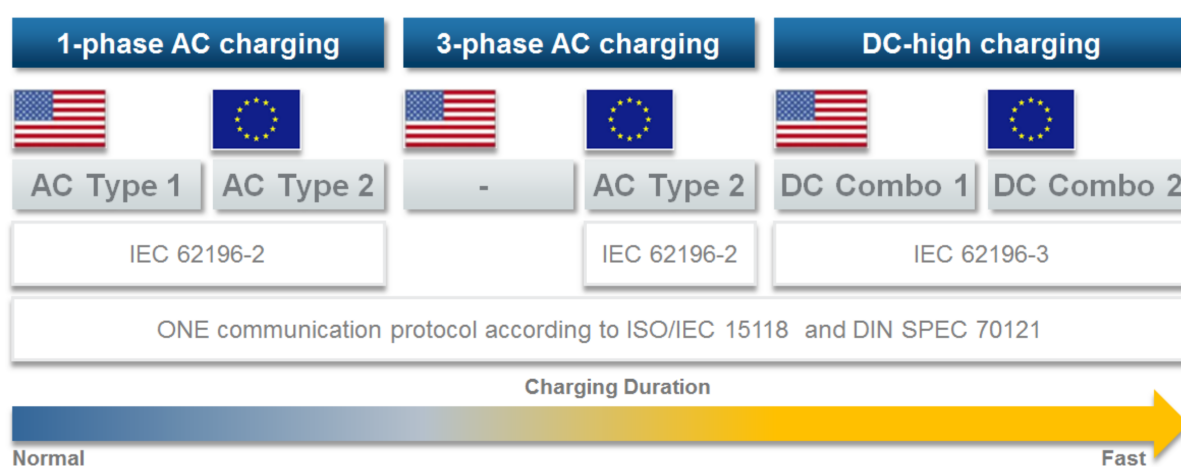 1-phase AC charging
3-phase AC charging
DC-high charging
AC Type 1
AC Type 2
-
AC Type 2
DC Combo 1
DC Combo 2
IEC 62196-2
IEC 62196-2
IEC 62196-3
ONE communication protocol according to ISO/IEC 15118 and DIN SPEC 70121
Charging Duration
Normal
Fast